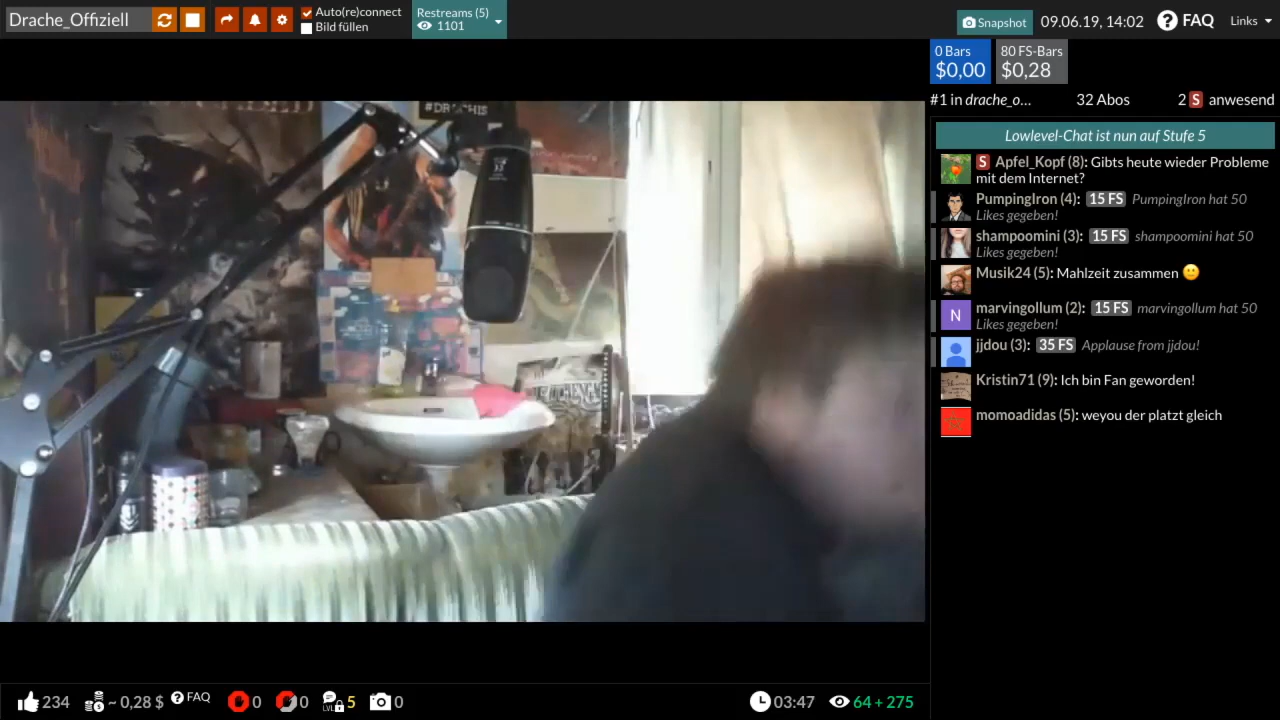 Drache_Offiziell
Auto(re)connect
Bild füllen
Restreams (5)
1101
Snapshot
09.06.19, 14:02
FAQ
Links
0 Bars
$0,00
80 FS-Bars
$0,28
#1 in drache_o...
32 Abos
2 S anwesend
Lowlevel-Chat ist nun auf Stufe 5
S Apfel_Kopf (8): Gibts heute wieder Probleme
mit dem Internet?
PumpingIron (4): 15 FS PumpingIron hat 50
Likes gegeben!
shampoomini (3): 15 FS shampoomini hat 50
Likes gegeben!
Musik24 (5): Mahlzeit zusammen
N marvingollum (2): 15 FS marvingollum hat 50
Likes gegeben!
jjdou (3): 35 FS Applause from jjdou!
Kristin71 (9): Ich bin Fan geworden!
momoadidas (5): weyou der platzt gleich
234
~ 0,28 $
FAQ
0
0
LVL 5
0
03:47
64 + 275